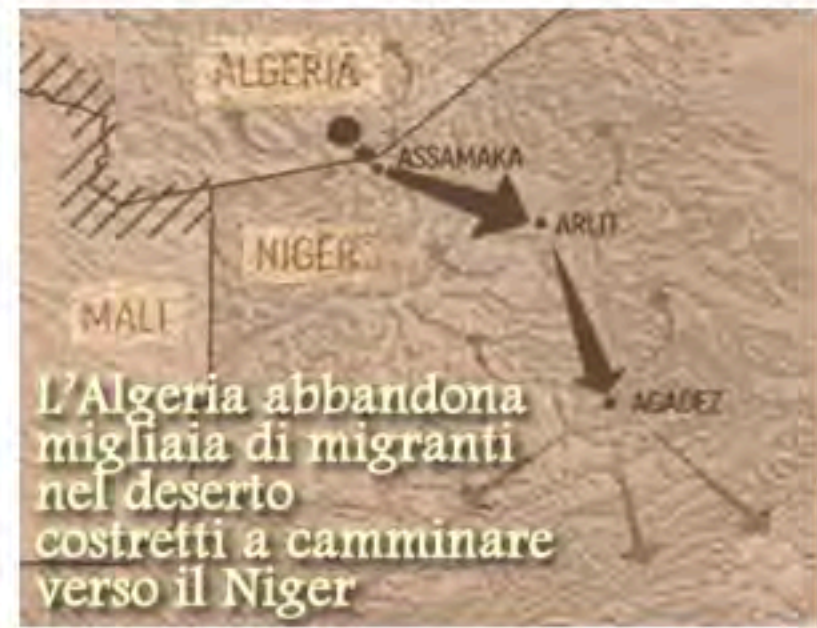 ALGERIA
ASSAMAKA
ARLIT
NIGER
MALI
AGADEZ
L'Algeria abbandona
migliaia di migranti
nel deserto
costretti a camminare
verso il Niger